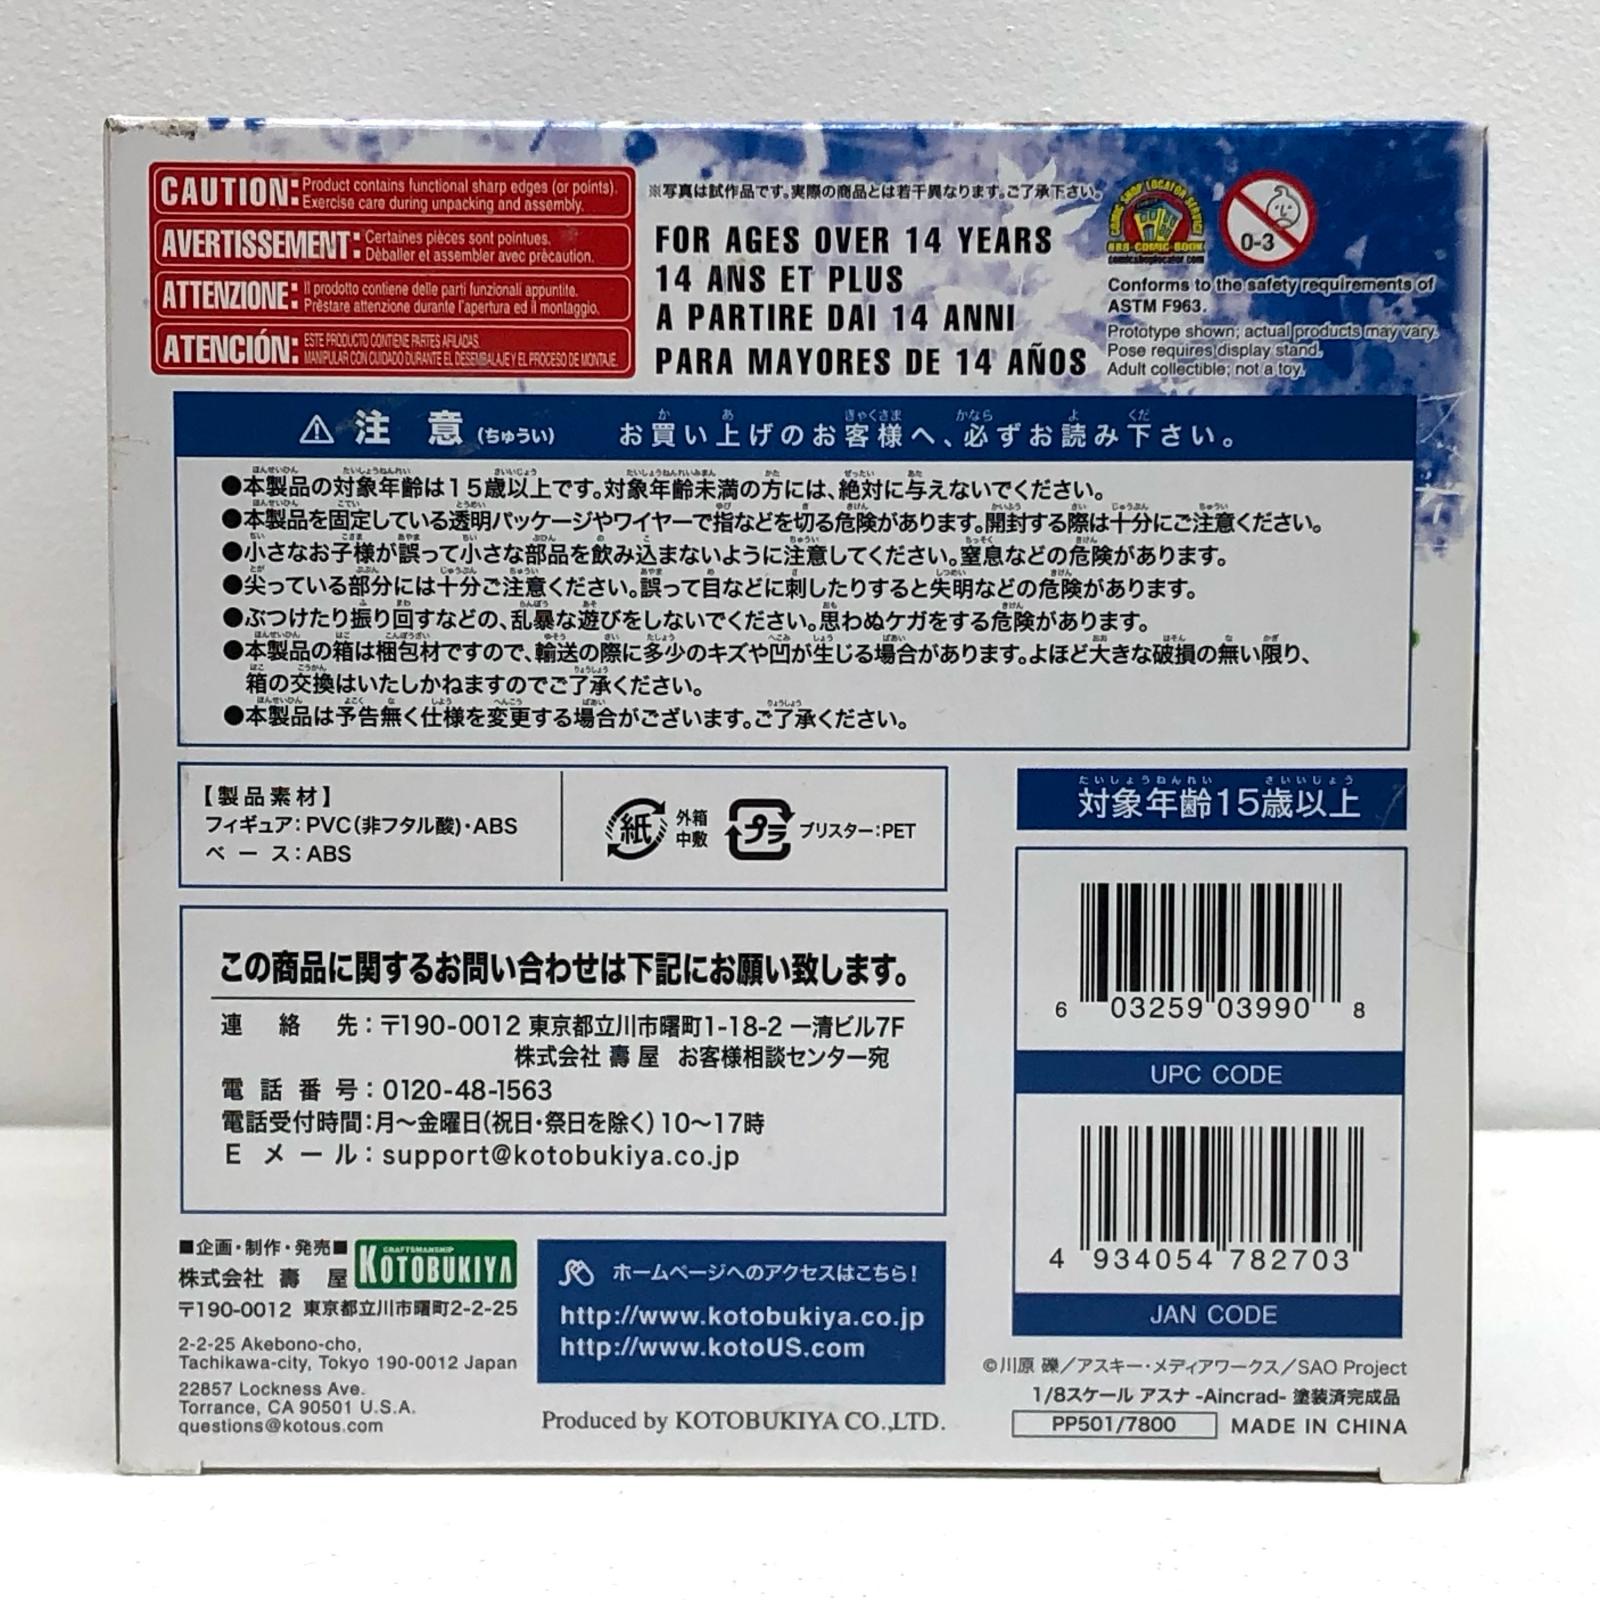 CAUTION: Product contains functional sharp edges (or points).
Exercise care during unpacking and assembly.
AVERTISSEMENT: Certaines pièces sont pointues.
Déballer et assembler avec précaution.
ATTENZIONE: Il prodotto contiene delle parti funzionali appuntite.
Prestare attenzione durante l'apertura ed il montaggio.
ATENCIÓN: ESTE PRODUCTO CONTIENE PARTES AFILADAS.
MANIPULAR CON CUIDADO DURANTE EL DESEMBALAJE Y EL PROCESO DE MONTAJE.
※写真は試作品です。実際の商品とは若干異なります。ご了承下さい。
FOR AGES OVER 14 YEARS
14 ANS ET PLUS
A PARTIRE DAI 14 ANNI
PARA MAYORES DE 14 AÑOS
COMIC SHOP LOCATOR SERVICE
888-COMIC-BOOK
comicshoplocator.com
0-3
Conforms to the safety requirements of
ASTM F963.
Prototype shown; actual products may vary.
Pose requires display stand.
Adult collectible; not a toy.
⚠ 注意 (ちゅうい) お買い上げのお客様へ、必ずお読み下さい。
●本製品の対象年齢は15歳以上です。対象年齢未満の方には、絶対に与えないでください。
●本製品を固定している透明パッケージやワイヤーで指などを切る危険があります。開封する際は十分にご注意ください。
●小さなお子様が誤って小さな部品を飲み込まないように注意してください。窒息などの危険があります。
●尖っている部分には十分ご注意ください。誤って目などに刺したりすると失明などの危険があります。
●ぶつけたり振り回すなどの、乱暴な遊びをしないでください。思わぬケガをする危険があります。
●本製品の箱は梱包材ですので、輸送の際に多少のキズや凹が生じる場合があります。よほど大きな破損の無い限り、
箱の交換はいたしかねますのでご了承ください。
●本製品は予告無く仕様を変更する場合がございます。ご了承ください。
【製品素材】
フィギュア：PVC(非フタル酸)・ABS
ベース：ABS
紙 外箱
中敷
プラ ブリスター：PET
たいしょうねんれい さいいじょう
対象年齢15歳以上
6 03259 03990 8
UPC CODE
4 934054 782703
JAN CODE
この商品に関するお問い合わせは下記にお願い致します。
連絡先：〒190-0012 東京都立川市曙町1-18-2 一清ビル7F
株式会社 壽屋 お客様相談センター宛
電話番号：0120-48-1563
電話受付時間：月～金曜日(祝日・祭日を除く)10～17時
Eメール：support@kotobukiya.co.jp
■企画・制作・発売■
株式会社 壽屋
CRAFTSMANSHIP
KOTOBUKIYA
〒190-0012 東京都立川市曙町2-2-25
2-2-25 Akebono-cho,
Tachikawa-city, Tokyo 190-0012 Japan
22857 Lockness Ave.
Torrance, CA 90501 U.S.A.
questions@kotous.com
ホームページへのアクセスはこちら！
http://www.kotobukiya.co.jp
http://www.kotoUS.com
Produced by KOTOBUKIYA CO.,LTD.
©川原 礫／アスキー・メディアワークス／SAO Project
1/8スケール アスナ -Aincrad- 塗装済完成品
PP501/7800 MADE IN CHINA